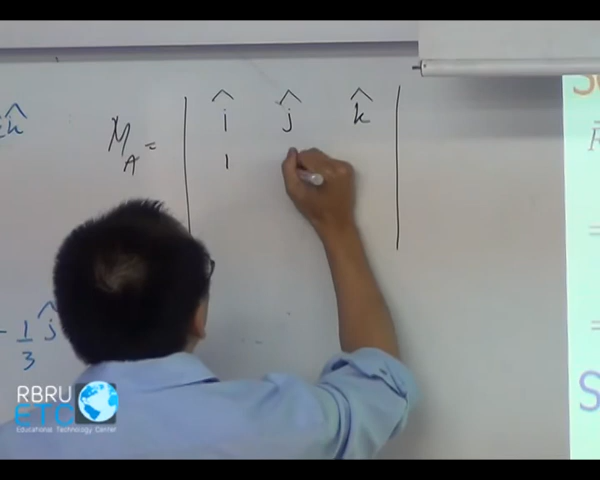 k̂
M_A = | î ĵ k̂
1
- 1/3 ĵ
RBRU
ETC
Educational Technology Center